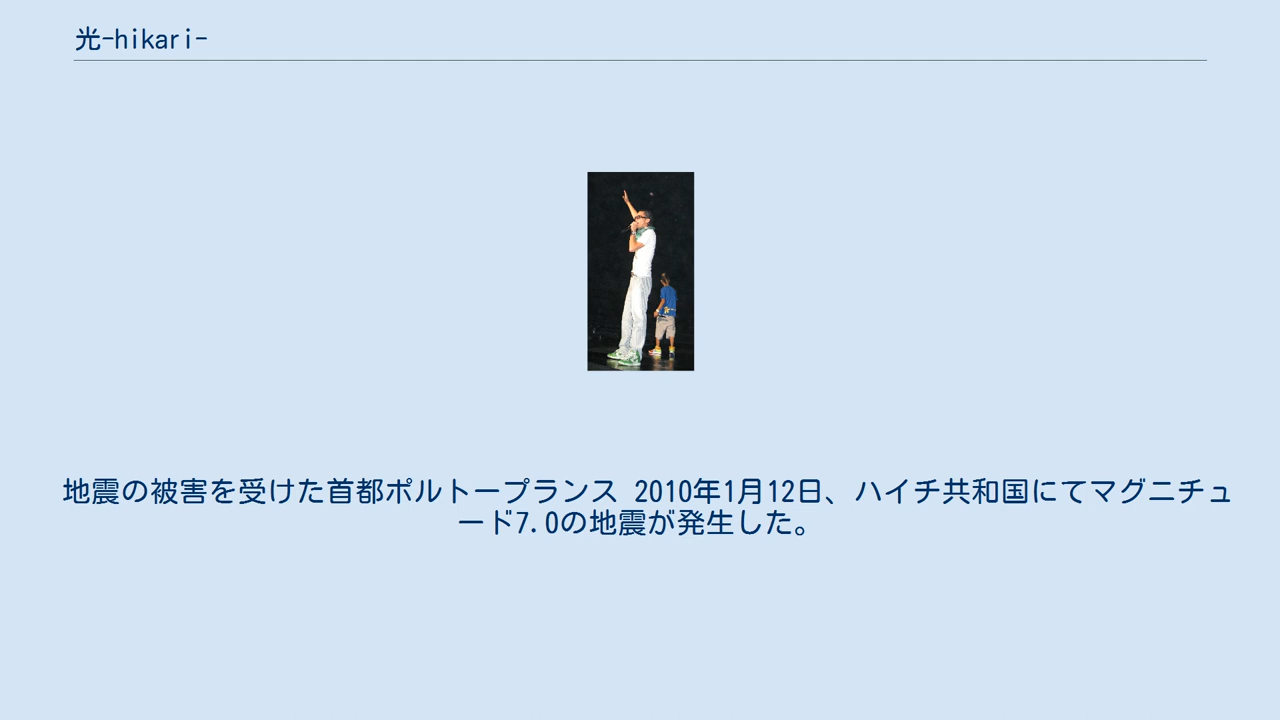 光-hikari-
地震の被害を受けた首都ポルトープランス 2010年1月12日、ハイチ共和国にてマグニチュ
ード7.0の地震が発生した。